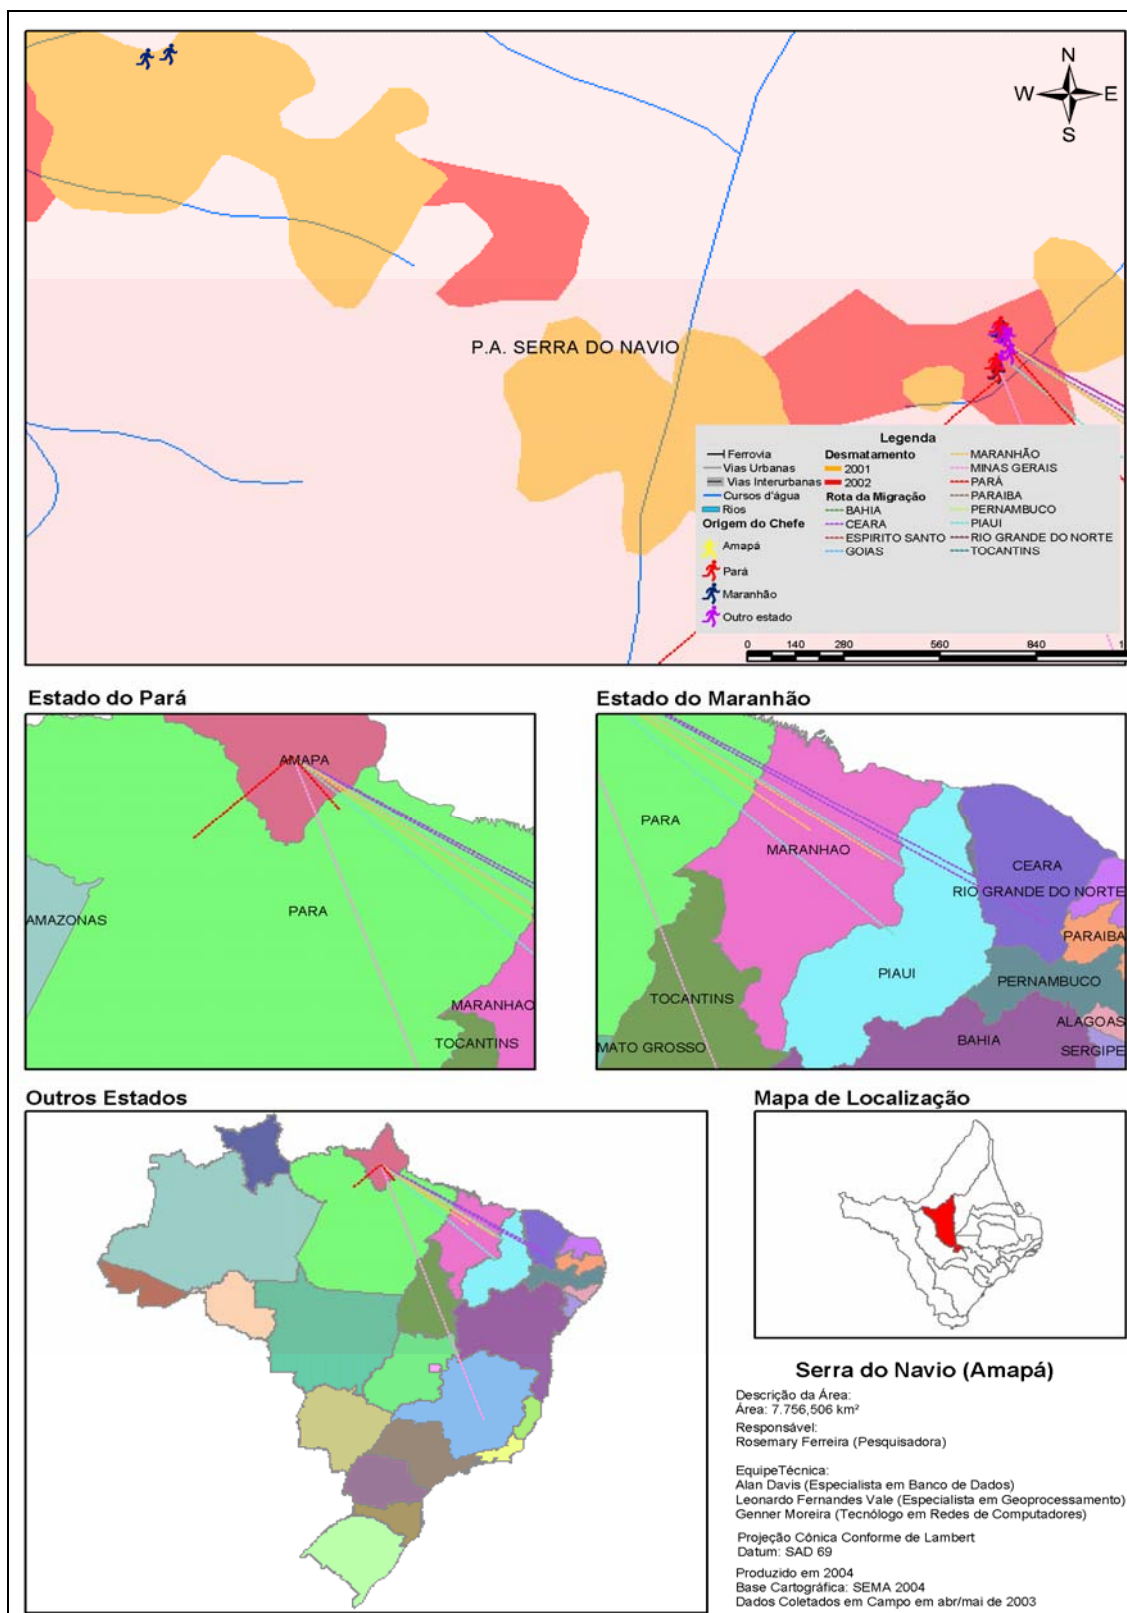 N
W
E
S
P.A. SERRA DO NAVIO
Legenda
Ferrovia
Vias Urbanas
Vias Interurbanas
Cursos d'água
Rios
Origem do Chefe
Amapá
Pará
Maranhão
Outro estado
Desmatamento
2001
2002
Rota da Migração
BAHIA
CEARA
ESPIRITO SANTO
GOIAS
MARANHÃO
MINAS GERAIS
PARÁ
PARAIBA
PERNAMBUCO
PIAUI
RIO GRANDE DO NORTE
TOCANTINS
0 140 280 560 840
Estado do Pará
AMAPA
PARA
AMAZONAS
MARANHAO
TOCANTINS
Estado do Maranhão
PARA
MARANHAO
CEARA
RIO GRANDE DO NORTE
PARAIBA
PIAUI
PERNAMBUCO
TOCANTINS
ALAGOAS
BAHIA
MATO GROSSO
SERGIPE
Outros Estados
Mapa de Localização
Serra do Navio (Amapá)
Descrição da Área:
Área: 7.756,506 km²
Responsável:
Rosemary Ferreira (Pesquisadora)
EquipeTécnica:
Alan Davis (Especialista em Banco de Dados)
Leonardo Fernandes Vale (Especialista em Geoprocessamento)
Genner Moreira (Tecnólogo em Redes de Computadores)
Projeção Cônica Conforme de Lambert
Datum: SAD 69
Produzido em 2004
Base Cartográfica: SEMA 2004
Dados Coletados em Campo em abr/mai de 2003